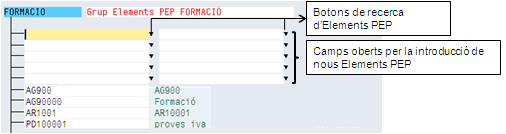 FORMACIO Grup Elements PEP FORMACIÓ
Botons de recerca
d'Elements PEP
Camps oberts per la introducció de
nous Elements PEP
AG900 AG900
AG90000 Formació
AR1001 AR10001
PD100001 proves iva